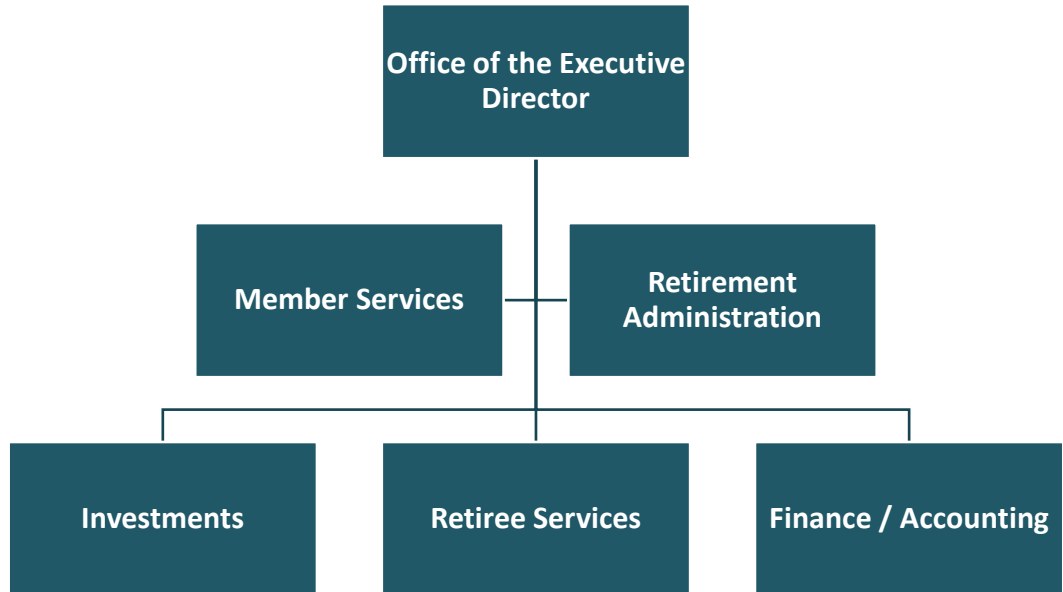 Office of the Executive
Director
Member Services
Retirement
Administration
Investments
Retiree Services
Finance / Accounting